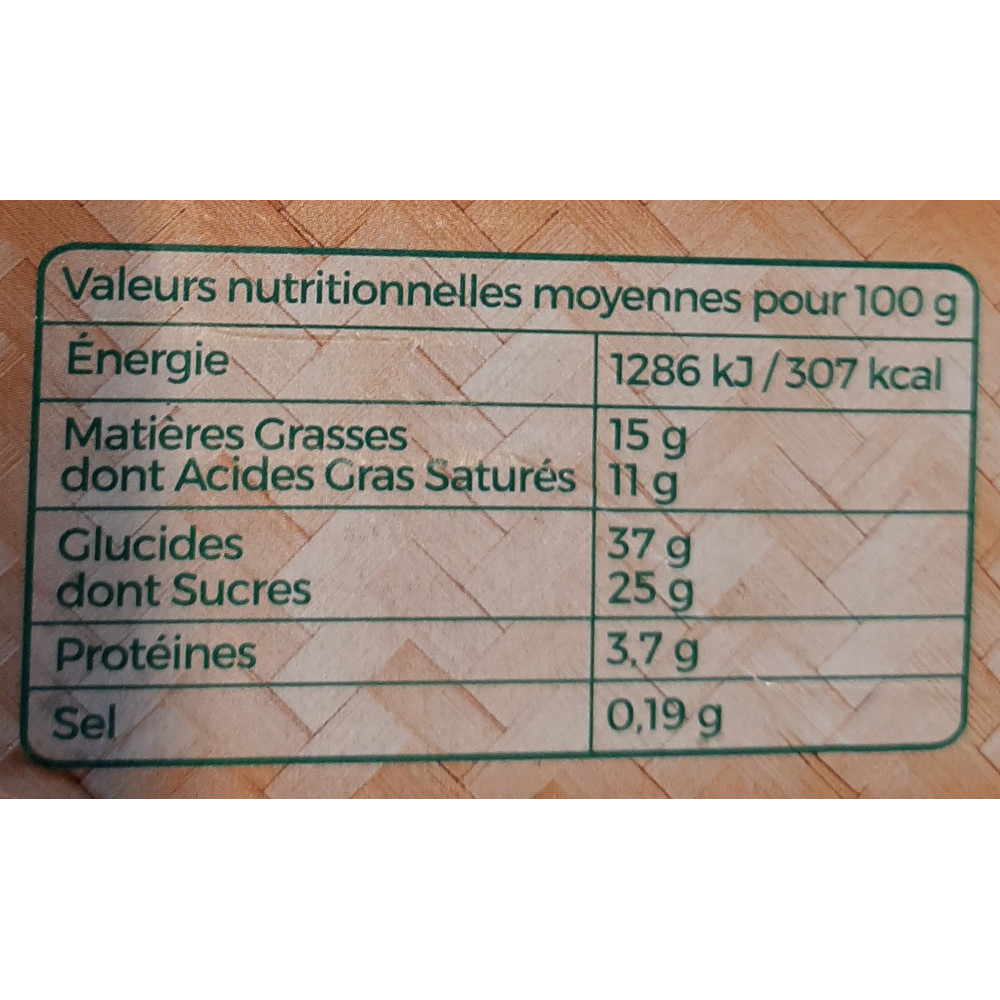 Valeurs nutritionnelles moyennes pour 100 g
Énergie 1286 kJ / 307 kcal
Matières Grasses 15 g
dont Acides Gras Saturés 11 g
Glucides 37 g
dont Sucres 25 g
Protéines 3,7 g
Sel 0,19 g